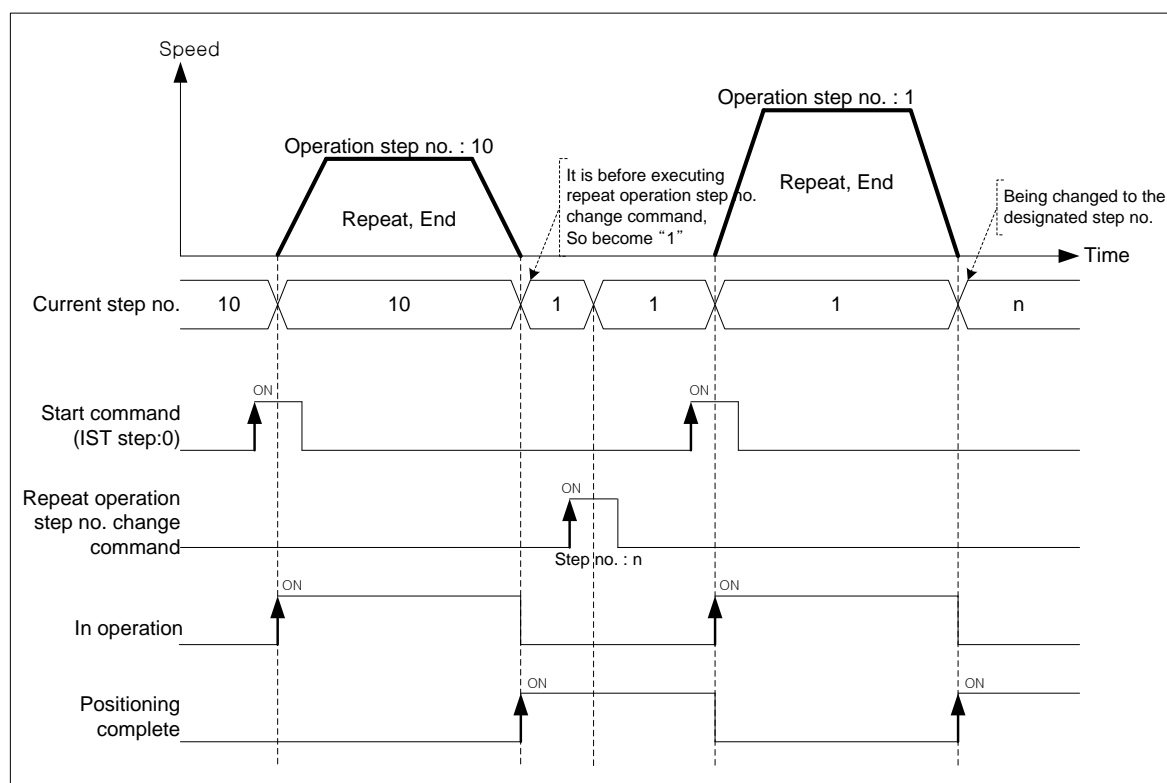 Speed
Operation step no. : 1
Operation step no. : 10
It is before executing
repeat operation step no.
change command,
So become “1”
Repeat, End
Repeat, End
Being changed to the
designated step no.
Time
Current step no.
10
10
1
1
1
n
ON
ON
Start command
(IST step:0)
ON
Repeat operation
step no. change
command
Step no. : n
ON
ON
In operation
ON
ON
Positioning
complete